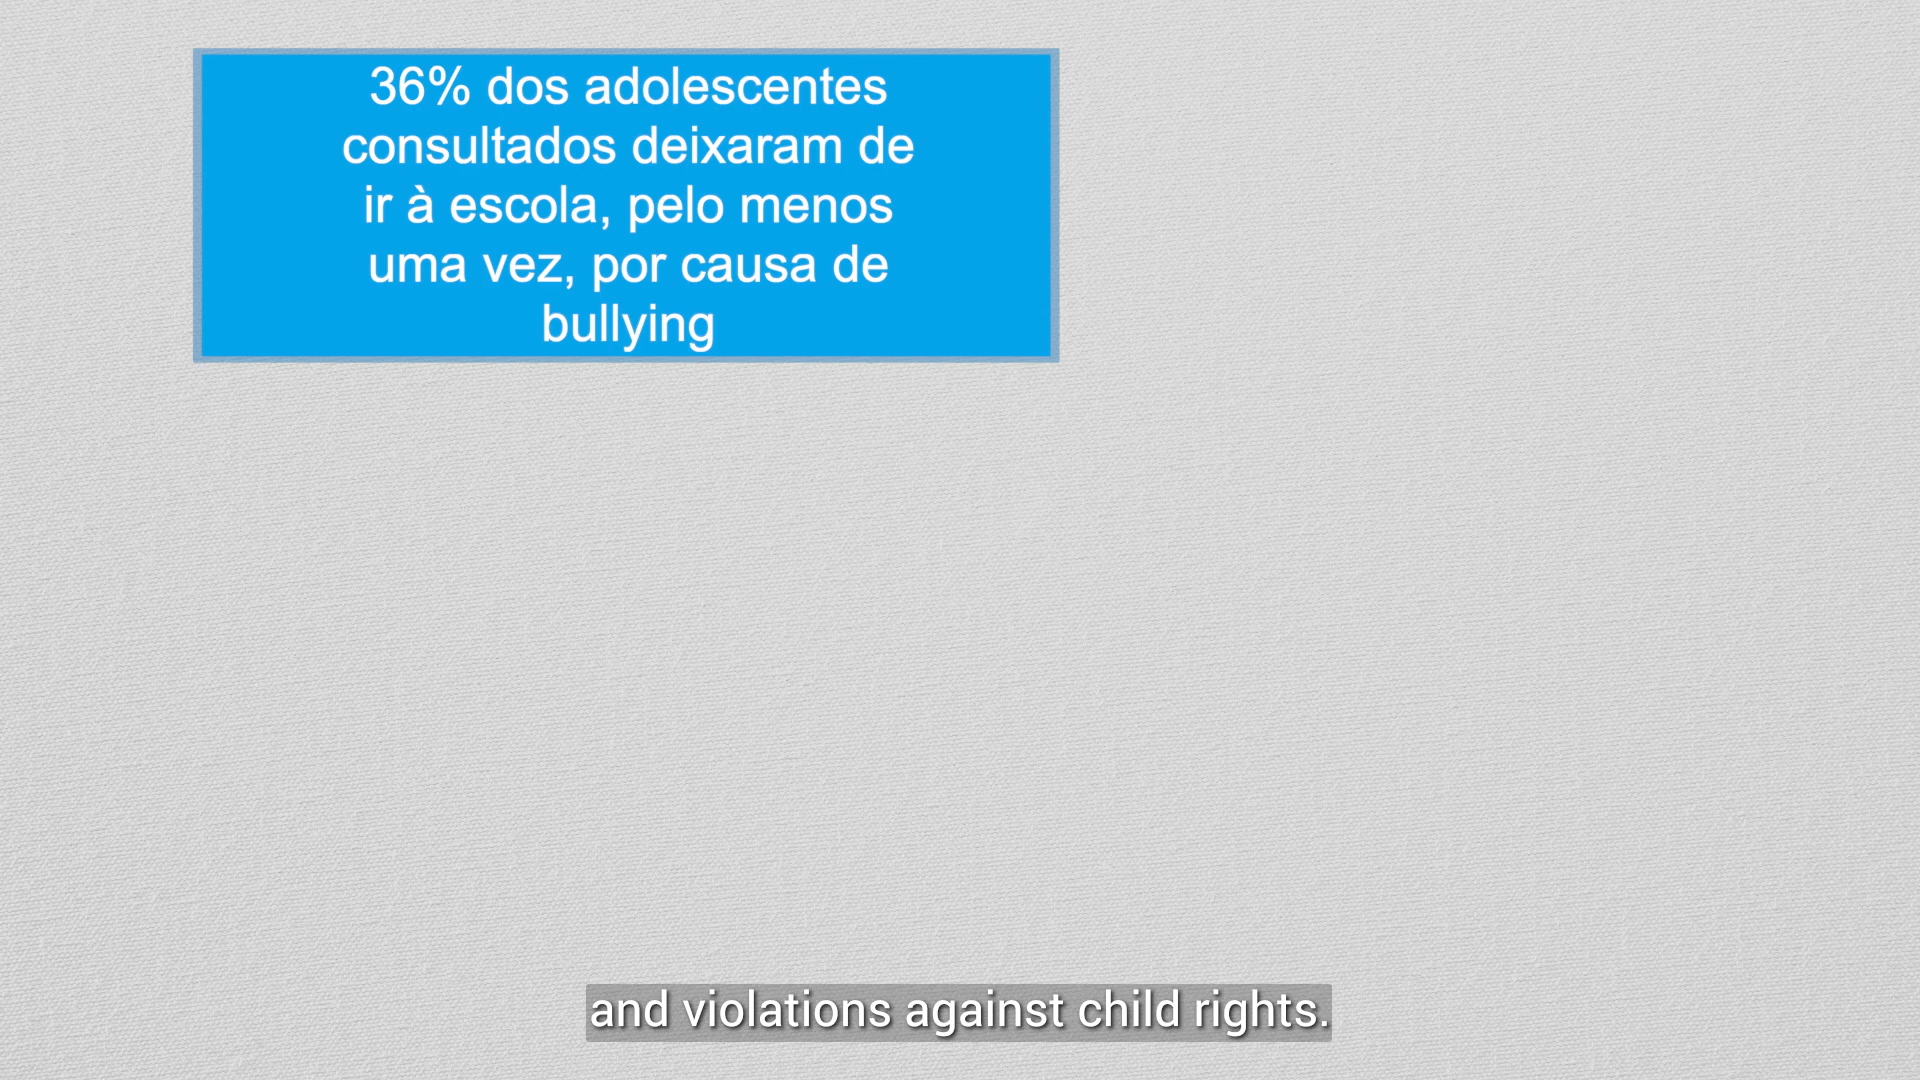 36% dos adolescentes
consultados deixaram de
ir à escola, pelo menos
uma vez, por causa de
bullying
and violations against child rights.